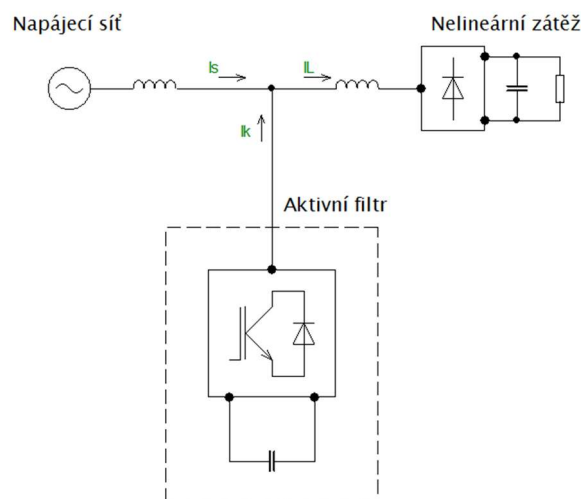 Napájecí síť
Nelineární zátěž
Is
IL
Ik
Aktivní filtr